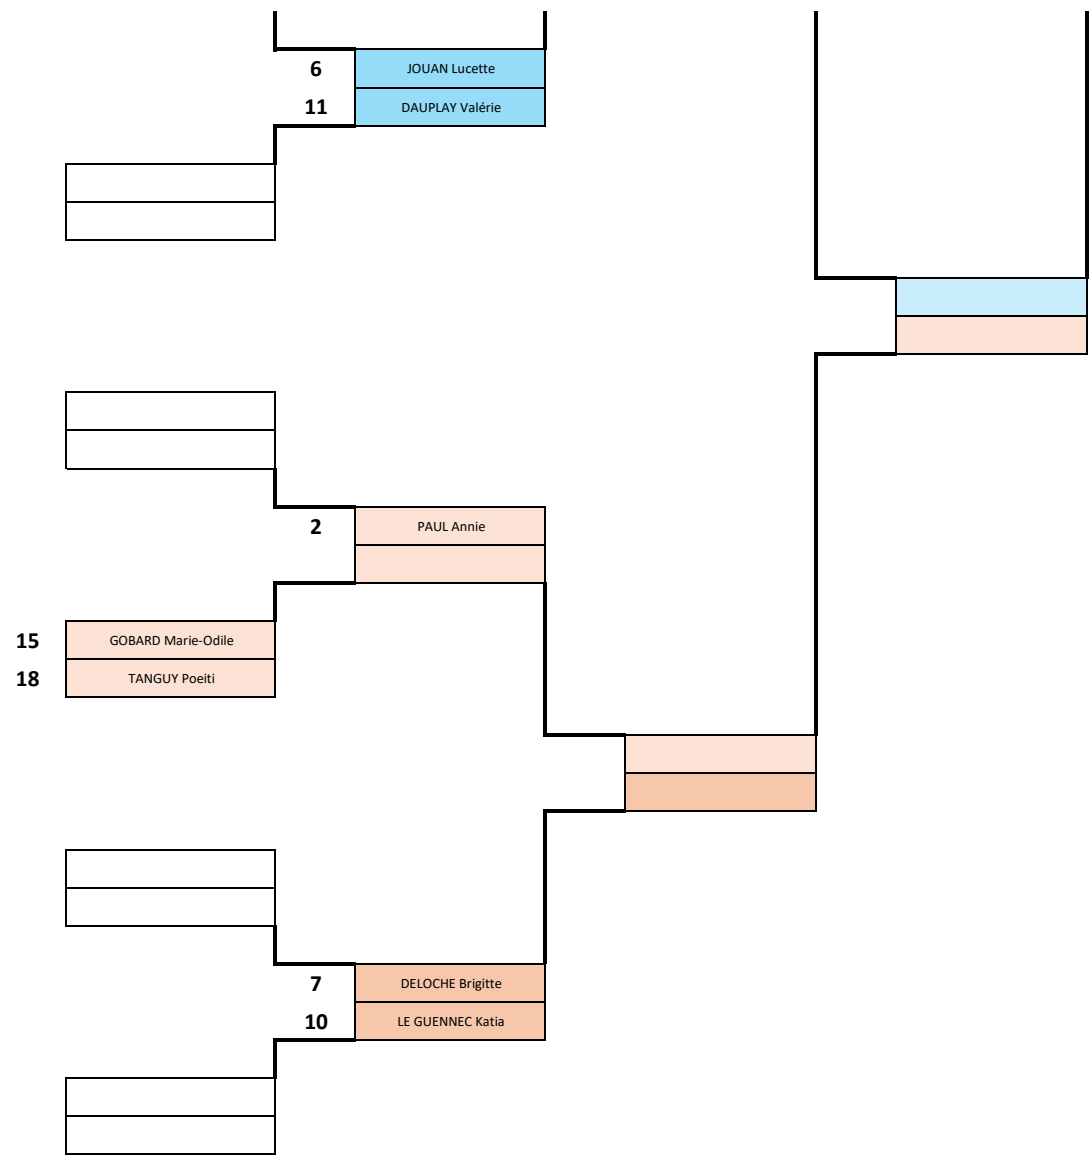 6 JOUAN Lucette
11 DAUPLAY Valérie
2 PAUL Annie
15 GOBARD Marie-Odile
18 TANGUY Poeiti
7 DELOCHE Brigitte
10 LE GUENNEC Katia